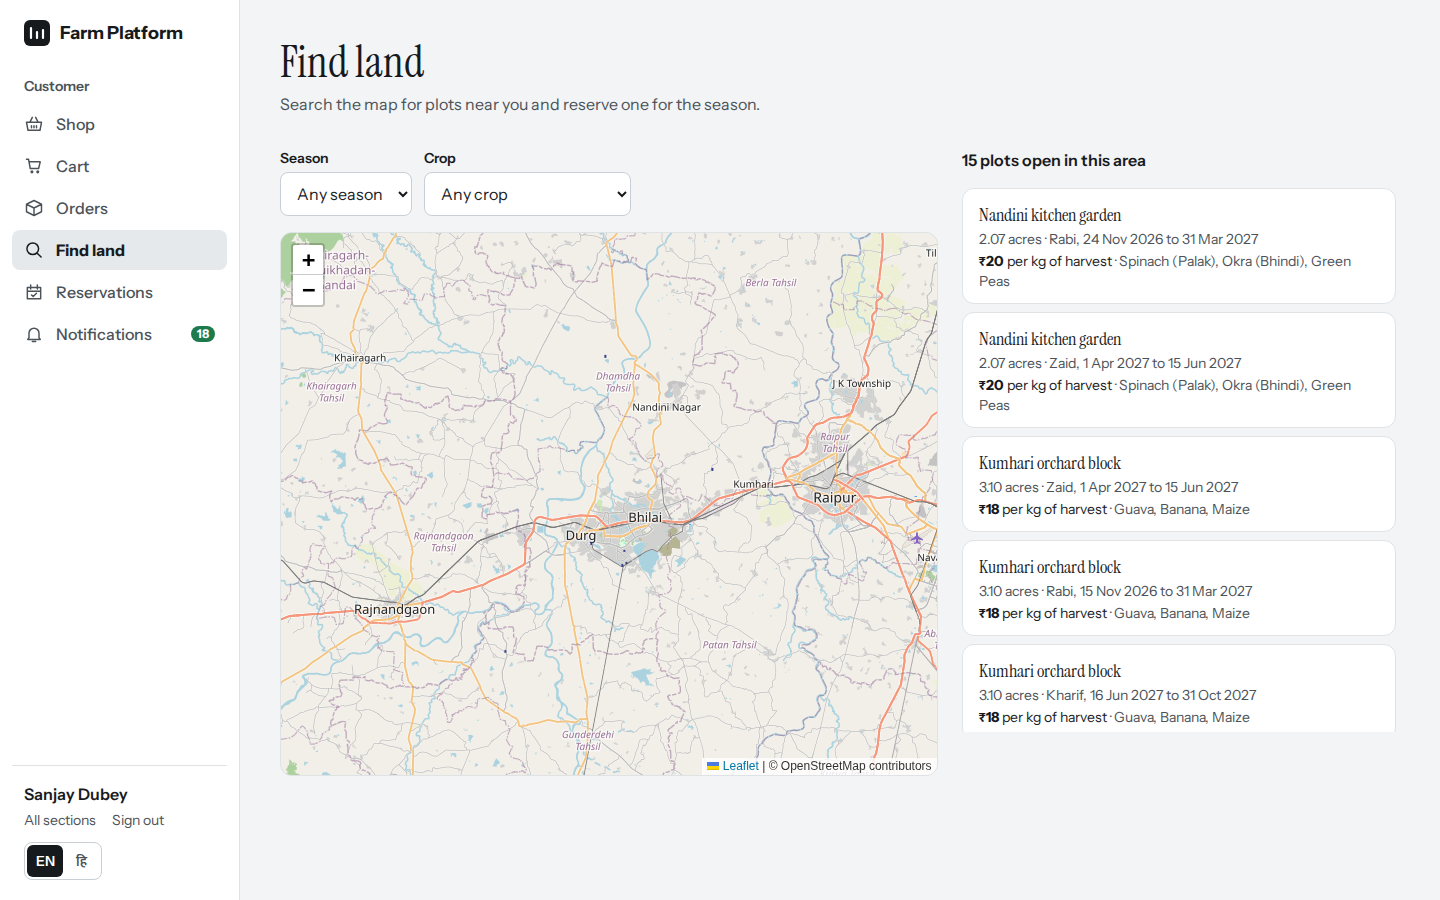 Farm Platform
Customer
Shop
Cart
Orders
Find land
Reservations
Notifications 18
Sanjay Dubey
All sections Sign out
EN हि
Find land
Search the map for plots near you and reserve one for the season.
Season Crop
Any season Any crop
+
−
Berla Tahsil
Khairagarh
Khairagarh
Tahsil
Dhamdha
Tahsil
Nandini Nagar
J K Township
Raipur
Tahsil
Kumhari
Raipur
Bhilai
Durg
Rajnandgaon
Tahsil
Rajnandgaon
Patan Tahsil
Gunderdehi
Tahsil
Leaflet | © OpenStreetMap contributors
15 plots open in this area
Nandini kitchen garden
2.07 acres · Rabi, 24 Nov 2026 to 31 Mar 2027
₹20 per kg of harvest · Spinach (Palak), Okra (Bhindi), Green
Peas
Nandini kitchen garden
2.07 acres · Zaid, 1 Apr 2027 to 15 Jun 2027
₹20 per kg of harvest · Spinach (Palak), Okra (Bhindi), Green
Peas
Kumhari orchard block
3.10 acres · Zaid, 1 Apr 2027 to 15 Jun 2027
₹18 per kg of harvest · Guava, Banana, Maize
Kumhari orchard block
3.10 acres · Rabi, 15 Nov 2026 to 31 Mar 2027
₹18 per kg of harvest · Guava, Banana, Maize
Kumhari orchard block
3.10 acres · Kharif, 16 Jun 2027 to 31 Oct 2027
₹18 per kg of harvest · Guava, Banana, Maize